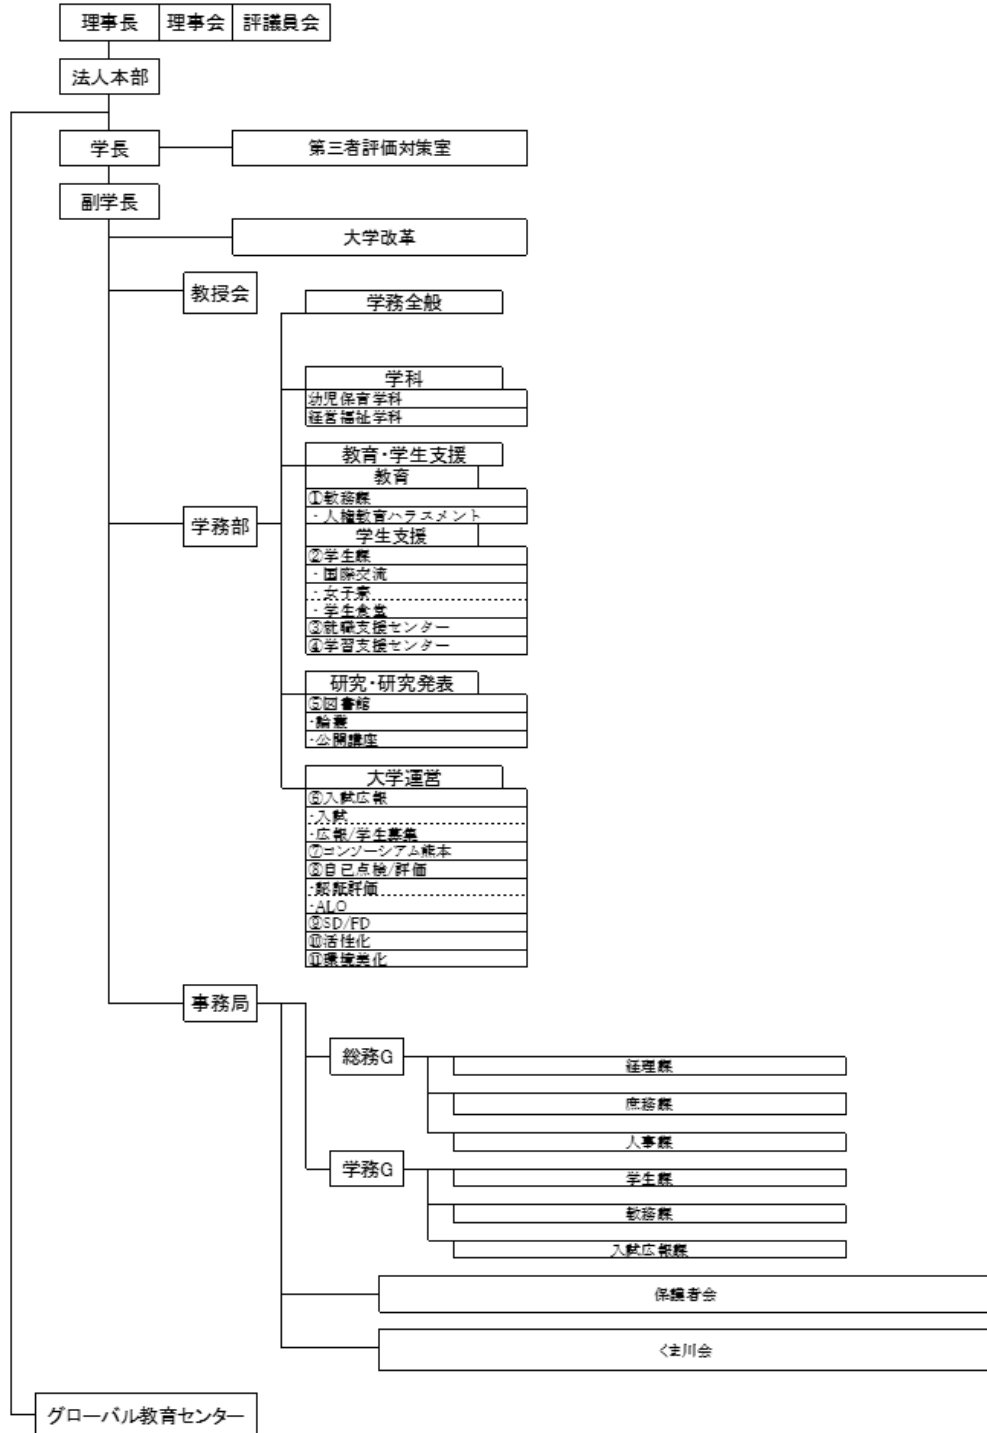 理事長 理事会 評議員会
法人本部
学長 第三者評価対策室
副学長
大学改革
教授会
学務全般
学科
幼児保育学科
経営福祉学科
教育・学生支援
教育
①教務課
・人権教育ハラスメント
学務部
学生支援
②学生課
・国際交流
・女子寮
・学生食堂
③就職支援センター
④学習支援センター
研究・研究発表
⑤図書館
・論叢
・公開講座
大学運営
⑥入試広報
・入試
・広報/学生募集
⑦コンソーシアム熊本
⑧自己点検/評価
・認証評価
・ALO
⑨SD/FD
⑩活性化
⑪環境美化
事務局
総務G 経理課
庶務課
人事課
学務G 学生課
教務課
入試広報課
保護者会
くま川会
グローバル教育センター